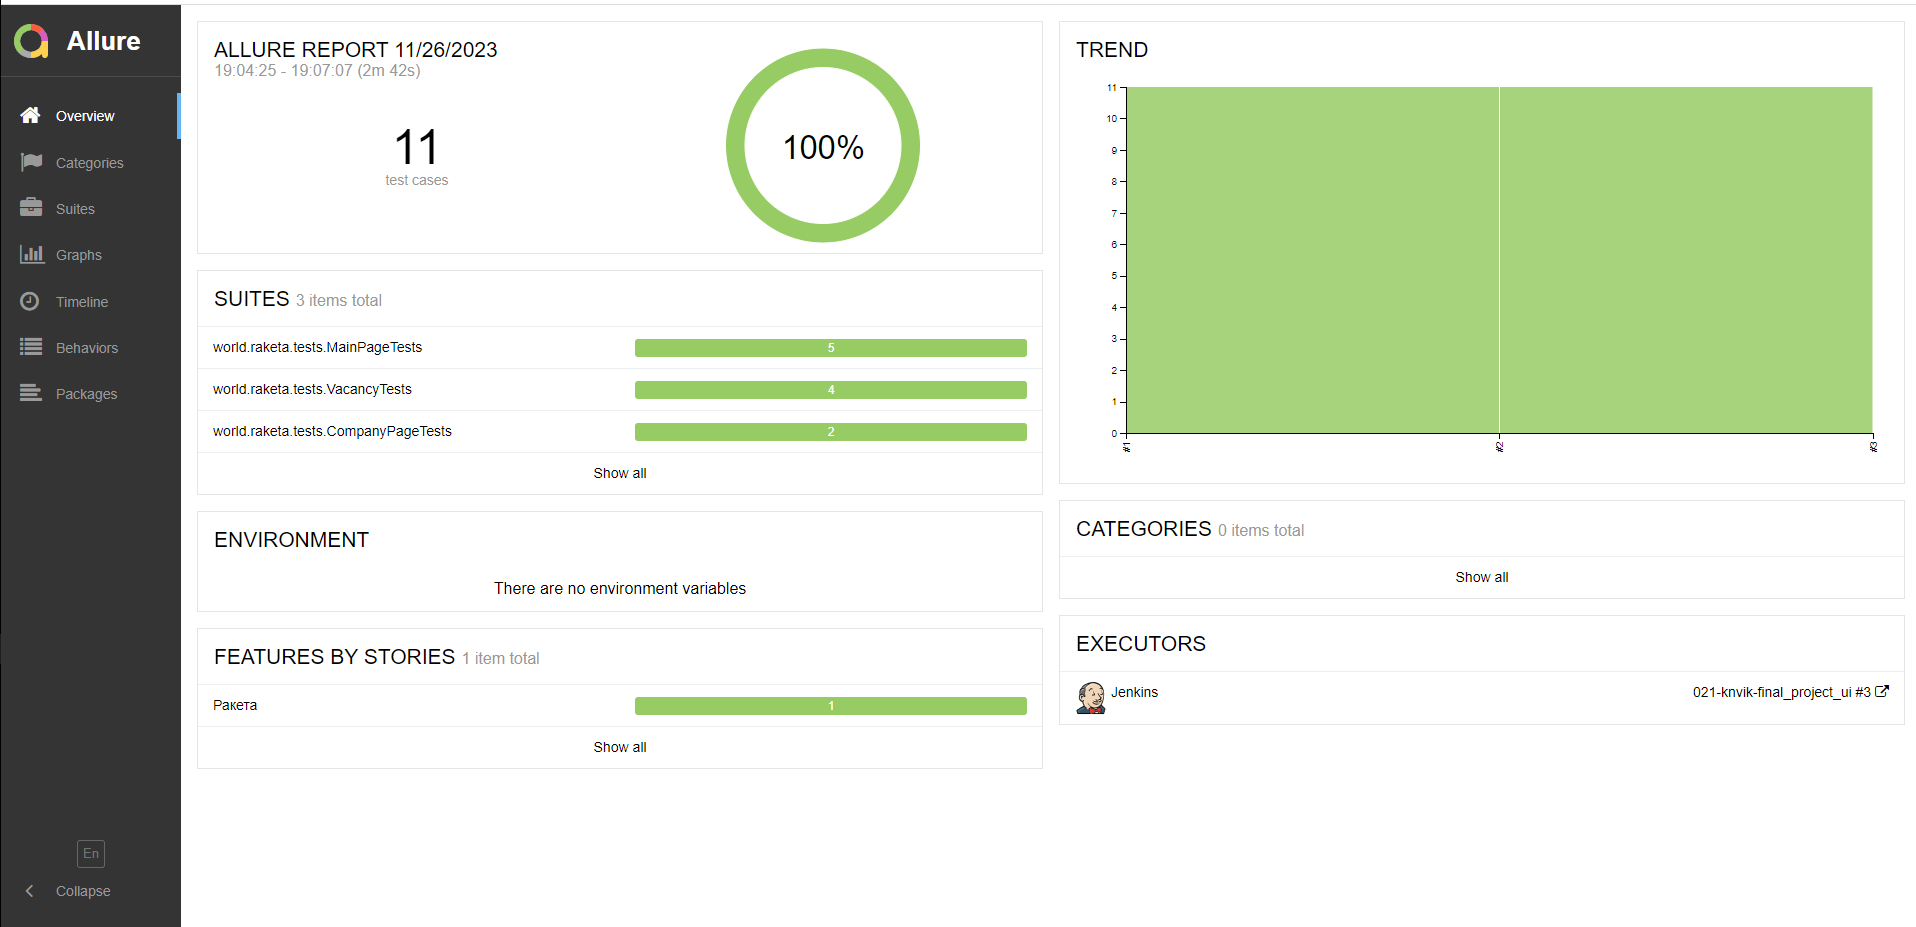 Allure
Overview
Categories
Suites
Graphs
Timeline
Behaviors
Packages
En
Collapse
ALLURE REPORT 11/26/2023
19:04:25 - 19:07:07 (2m 42s)
11
test cases
100%
SUITES 3 items total
world.raketa.tests.MainPageTests 5
world.raketa.tests.VacancyTests 4
world.raketa.tests.CompanyPageTests 2
Show all
ENVIRONMENT
There are no environment variables
FEATURES BY STORIES 1 item total
Ракета 1
Show all
TREND
11
10
9
8
7
6
5
4
3
2
1
0
#1 #2 #3
CATEGORIES 0 items total
Show all
EXECUTORS
Jenkins 021-knvik-final_project_ui #3